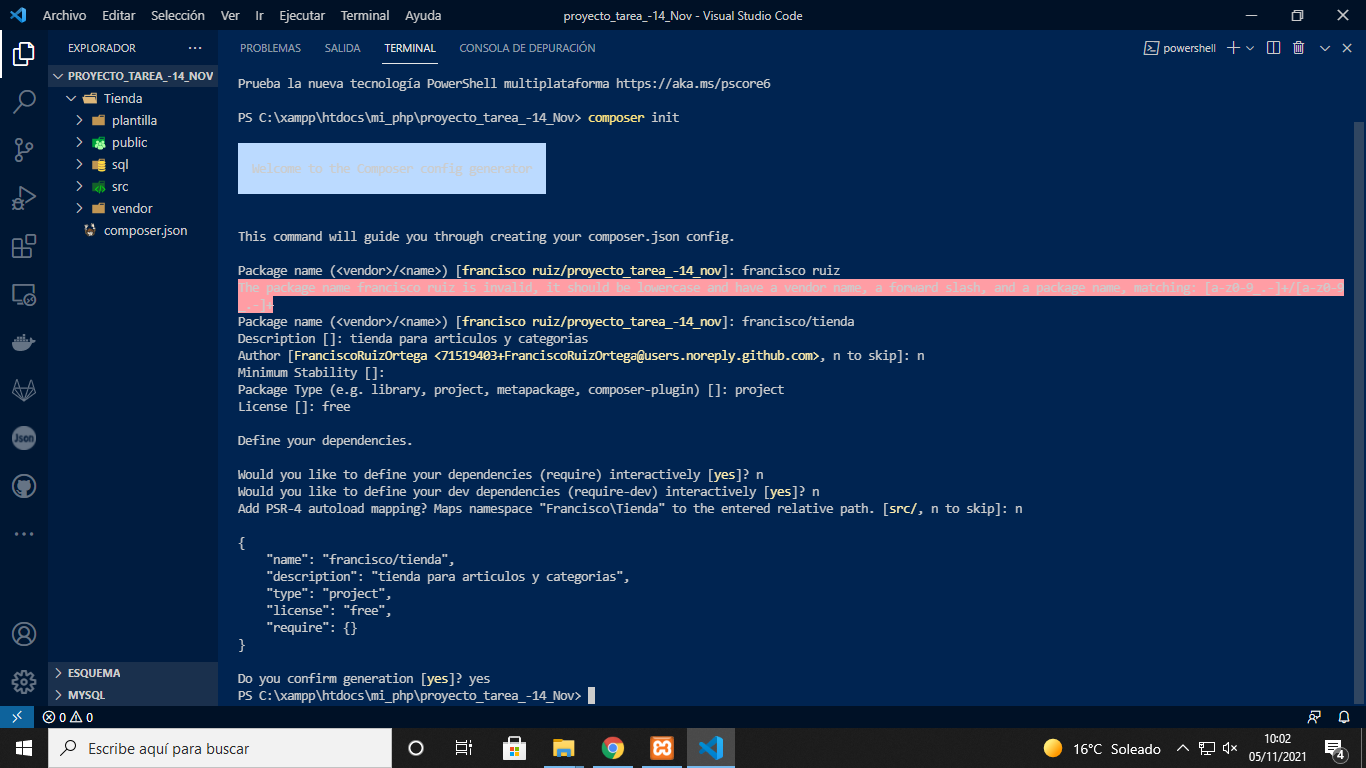 Archivo Editar Selección Ver Ir Ejecutar Terminal Ayuda
proyecto_tarea_-14_Nov - Visual Studio Code
EXPLORADOR
PROYECTO_TAREA_-14_NOV
Tienda
plantilla
public
sql
src
vendor
composer.json
ESQUEMA
MYSQL
PROBLEMAS SALIDA TERMINAL CONSOLA DE DEPURACIÓN
powershell
Prueba la nueva tecnología PowerShell multiplataforma https://aka.ms/pscore6
PS C:\xampp\htdocs\mi_php\proyecto_tarea_-14_Nov> composer init
Welcome to the Composer config generator
This command will guide you through creating your composer.json config.
Package name (<vendor>/<name>) [francisco ruiz/proyecto_tarea_-14_nov]: francisco ruiz
The package name francisco ruiz is invalid, it should be lowercase and have a vendor name, a forward slash, and a package name, matching: [a-z0-9_.-]+/[a-z0-9
_.-]+
Package name (<vendor>/<name>) [francisco ruiz/proyecto_tarea_-14_nov]: francisco/tienda
Description []: tienda para articulos y categorias
Author [FranciscoRuizOrtega <71519403+FranciscoRuizOrtega@users.noreply.github.com>, n to skip]: n
Minimum Stability []:
Package Type (e.g. library, project, metapackage, composer-plugin) []: project
License []: free
Define your dependencies.
Would you like to define your dependencies (require) interactively [yes]? n
Would you like to define your dev dependencies (require-dev) interactively [yes]? n
Add PSR-4 autoload mapping? Maps namespace "Francisco\Tienda" to the entered relative path. [src/, n to skip]: n
{
"name": "francisco/tienda",
"description": "tienda para articulos y categorias",
"type": "project",
"license": "free",
"require": {}
}
Do you confirm generation [yes]? yes
PS C:\xampp\htdocs\mi_php\proyecto_tarea_-14_Nov>
Json
0 0
Escribe aquí para buscar
16°C Soleado
10:02
05/11/2021
4